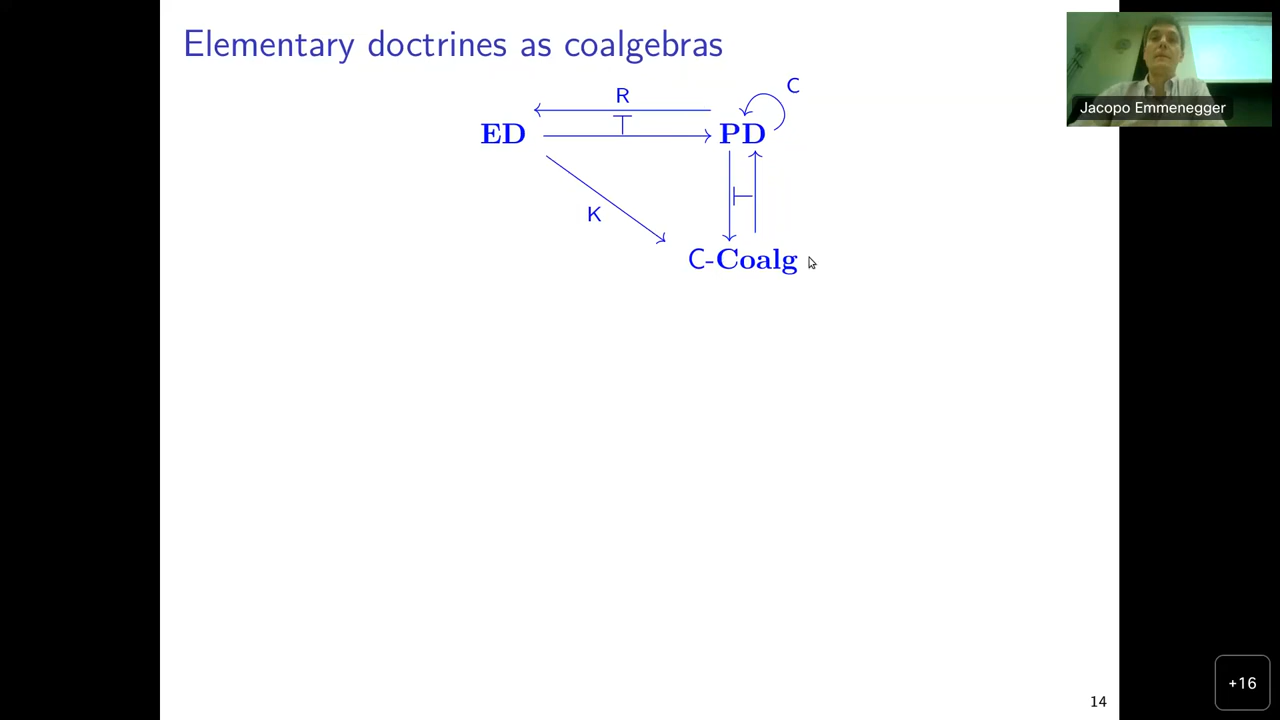 Elementary doctrines as coalgebras
Jacopo Emmenegger
R
C
ED
PD
K
C-Coalg
14
+16